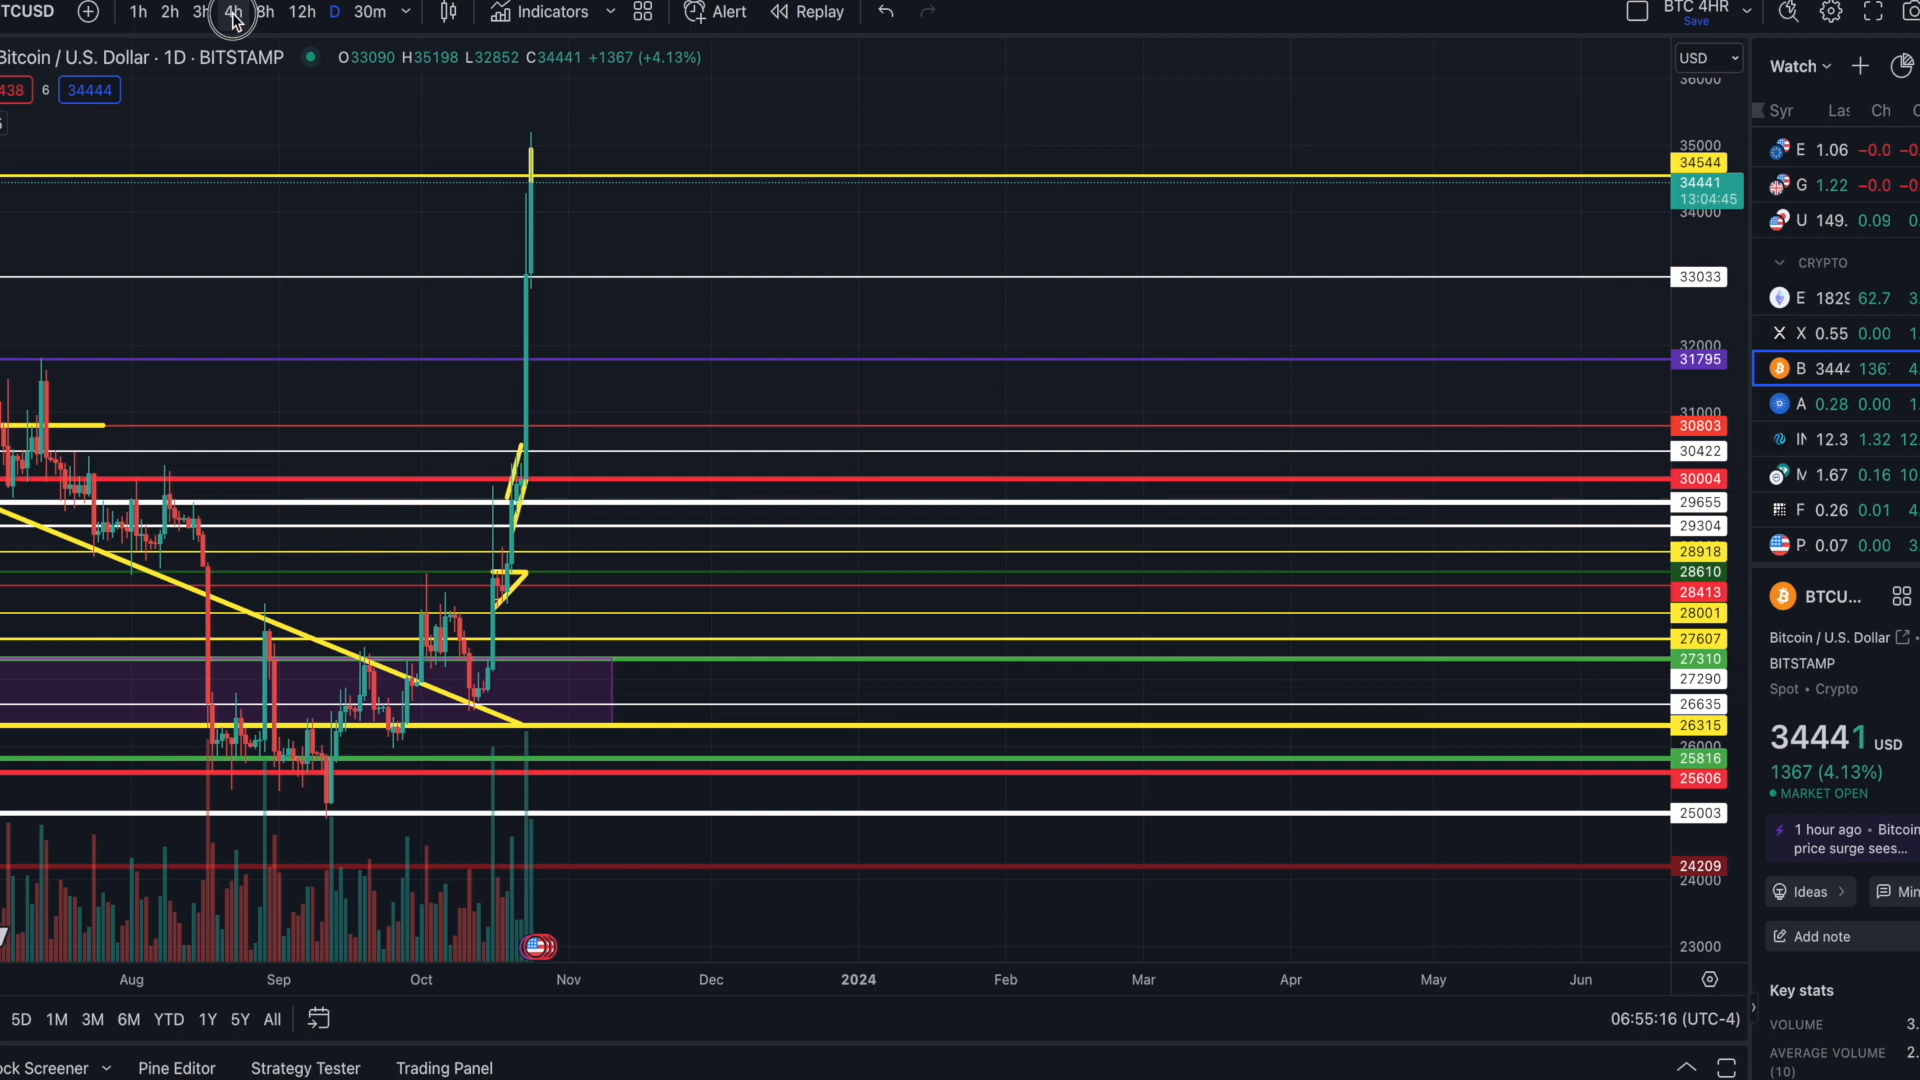 TCUSD 1h 2h 3h 4h 8h 12h D 30m Indicators Alert Replay BTC 4HR
Save
Bitcoin / U.S. Dollar · 1D · BITSTAMP O33090 H35198 L32852 C34441 +1367 (+4.13%)
438 6 34444
USD
36000
35000
34544
34441
13:04:45
34000
33033
32000
31795
31000
30803
30422
30004
29655
29304
28918
28610
28413
28001
27607
27310
27290
26635
26315
26000
25816
25606
25003
24209
24000
23000
Aug Sep Oct Nov Dec 2024 Feb Mar Apr May Jun
5D 1M 3M 6M YTD 1Y 5Y All 06:55:16 (UTC-4)
ock Screener Pine Editor Strategy Tester Trading Panel
Watch
Syr Las Ch
E 1.06 −0.0 −0
G 1.22 −0.0 −0
U 149. 0.09 0
CRYPTO
E 1829 62.7 3.
X 0.55 0.00 1.
B 3444 136 4.
A 0.28 0.00 1.
IN 12.3 1.32 12.
M 1.67 0.16 10.
F 0.26 0.01 4.
P. 0.07 0.00 3.
BTCU...
Bitcoin / U.S. Dollar
BITSTAMP
Spot • Crypto
34441 USD
1367 (4.13%)
MARKET OPEN
1 hour ago • Bitcoin
price surge sees...
Ideas Min
Add note
Key stats
VOLUME 3.
AVERAGE VOLUME 2.
(10)